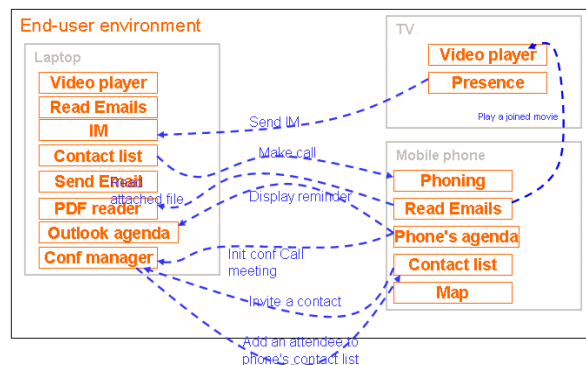 End-user environment
Laptop
Video player
Read Emails
IM
Contact list
Send Email
PDF reader
Outlook agenda
Conf manager
TV
Video player
Presence
Play a joined movie
Mobile phone
Phoning
Read Emails
Phone's agenda
Contact list
Map
Send IM
Make call
Read
attached file
Display reminder
Init conf Call
meeting
Invite a contact
Add an attendee to
phone's contact list